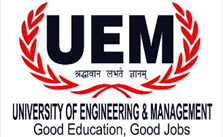 UEM
श्रद्धावान लभते ज्ञानम्
UNIVERSITY OF ENGINEERING & MANAGEMENT
Good Education, Good Jobs